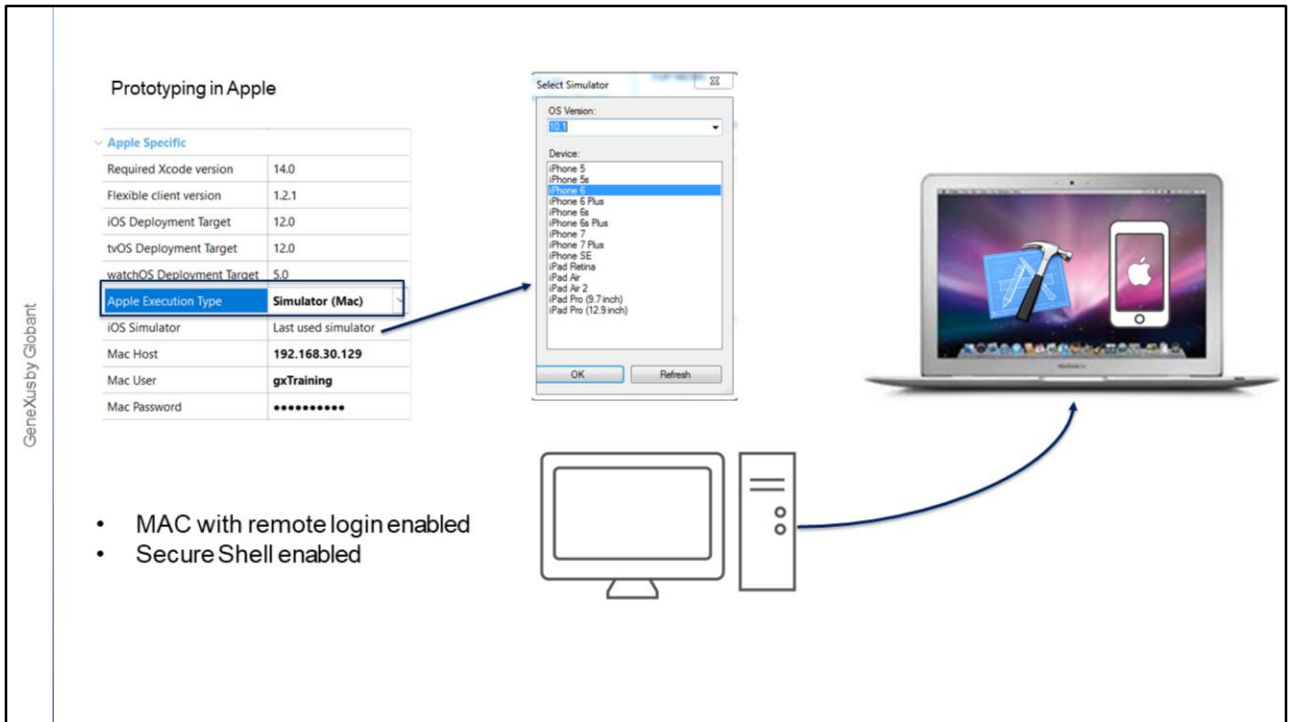 Prototyping in Apple
Apple Specific
Required Xcode version 14.0
Flexible client version 1.2.1
iOS Deployment Target 12.0
tvOS Deployment Target 12.0
watchOS Deployment Target 5.0
Apple Execution Type Simulator (Mac)
iOS Simulator Last used simulator
Mac Host 192.168.30.129
Mac User gxTraining
Mac Password ●●●●●●●●●●
Select Simulator
OS Version:
10.1
Device:
iPhone 5
iPhone 5s
iPhone 6
iPhone 6 Plus
iPhone 6s
iPhone 6s Plus
iPhone 7
iPhone 7 Plus
iPhone SE
iPad Retina
iPad Air
iPad Air 2
iPad Pro (9.7 inch)
iPad Pro (12.9 inch)
OK Refresh
• MAC with remote login enabled
• Secure Shell enabled
GeneXus by Globant